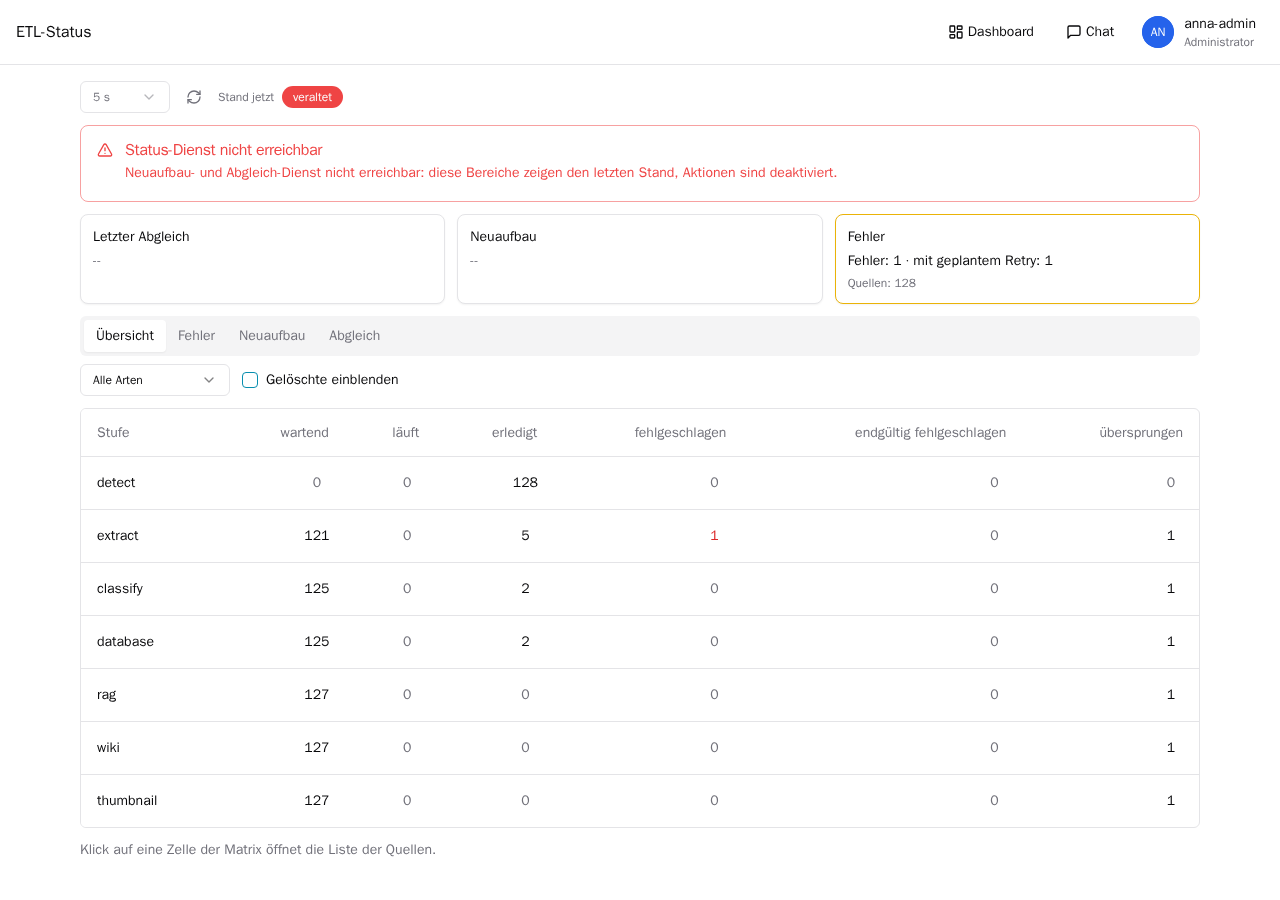 ETL-Status
Dashboard
Chat
AN
anna-admin
Administrator
5 s
Stand jetzt
veraltet
Status-Dienst nicht erreichbar
Neuaufbau- und Abgleich-Dienst nicht erreichbar: diese Bereiche zeigen den letzten Stand, Aktionen sind deaktiviert.
Letzter Abgleich
--
Neuaufbau
--
Fehler
Fehler: 1 · mit geplantem Retry: 1
Quellen: 128
Übersicht Fehler Neuaufbau Abgleich
Alle Arten
Gelöschte einblenden
Stufe wartend läuft erledigt fehlgeschlagen endgültig fehlgeschlagen übersprungen
detect 0 0 128 0 0 0
extract 121 0 5 1 0 1
classify 125 0 2 0 0 1
database 125 0 2 0 0 1
rag 127 0 0 0 0 1
wiki 127 0 0 0 0 1
thumbnail 127 0 0 0 0 1
Klick auf eine Zelle der Matrix öffnet die Liste der Quellen.